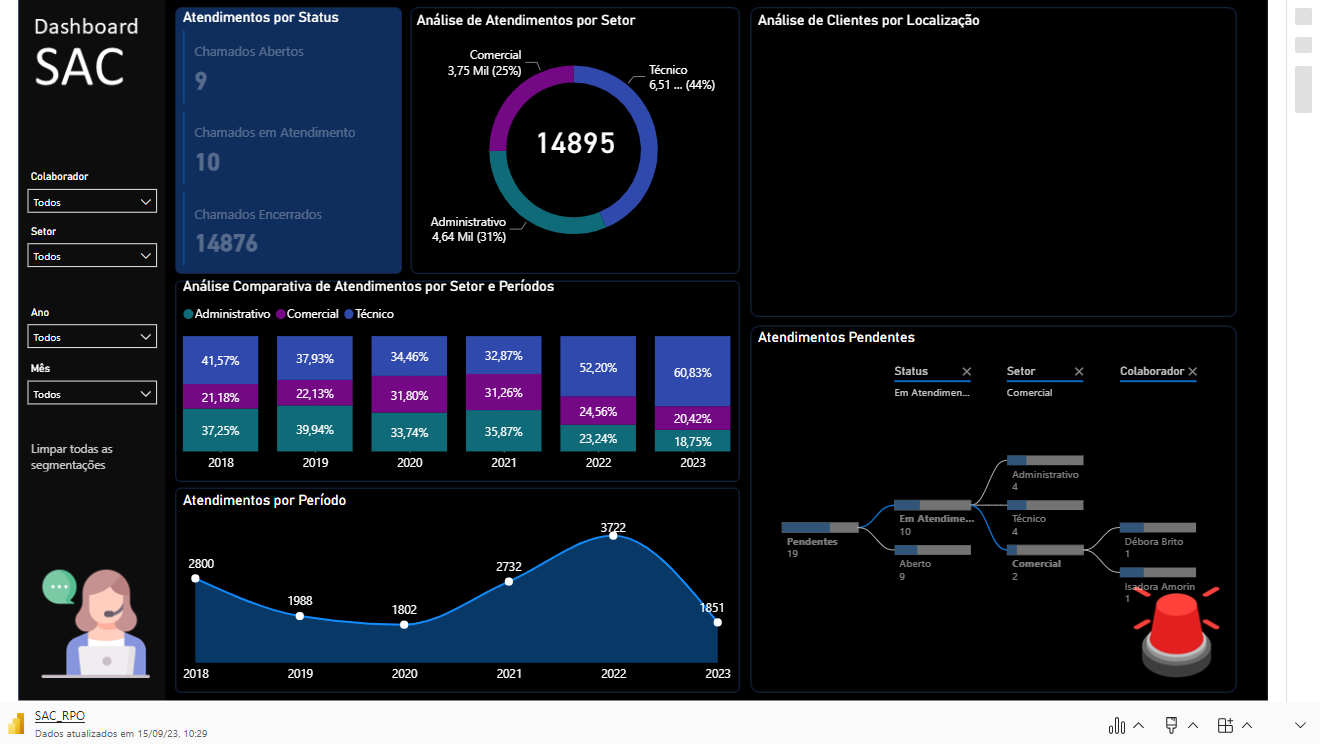 Dashboard
SAC
Colaborador
Todos
Setor
Todos
Ano
Todos
Mês
Todos
Limpar todas as
segmentações
Atendimentos por Status
Chamados Abertos
9
Chamados em Atendimento
10
Chamados Encerrados
14876
Análise de Atendimentos por Setor
Comercial
3,75 Mil (25%)
Técnico
6,51 ... (44%)
14895
Administrativo
4,64 Mil (31%)
Análise de Clientes por Localização
Análise Comparativa de Atendimentos por Setor e Períodos
Administrativo Comercial Técnico
41,57% 37,93% 34,46% 32,87% 52,20% 60,83%
21,18% 22,13% 31,80% 31,26% 24,56% 20,42%
37,25% 39,94% 33,74% 35,87% 23,24% 18,75%
2018 2019 2020 2021 2022 2023
Atendimentos por Período
2800 1988 1802 2732 3722 1851
2018 2019 2020 2021 2022 2023
Atendimentos Pendentes
Status Setor Colaborador
Em Atendimen... Comercial
Pendentes
19
Em Atendime...
10
Aberto
9
Administrativo
4
Técnico
4
Comercial
2
Débora Brito
1
Isadora Amorin
1
SAC_RPO
Dados atualizados em 15/09/23, 10:29